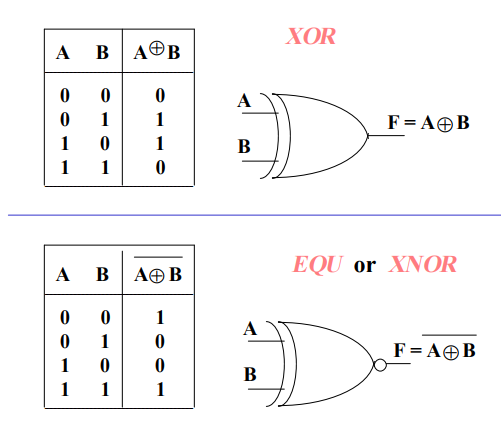 XOR
A B A⊕B
0 0 0
0 1 1
1 0 1
1 1 0
A
B
F = A⊕B
EQU or XNOR
A B A̅⊕̅B̅
0 0 1
0 1 0
1 0 0
1 1 1
A
B
F = A̅⊕̅B̅